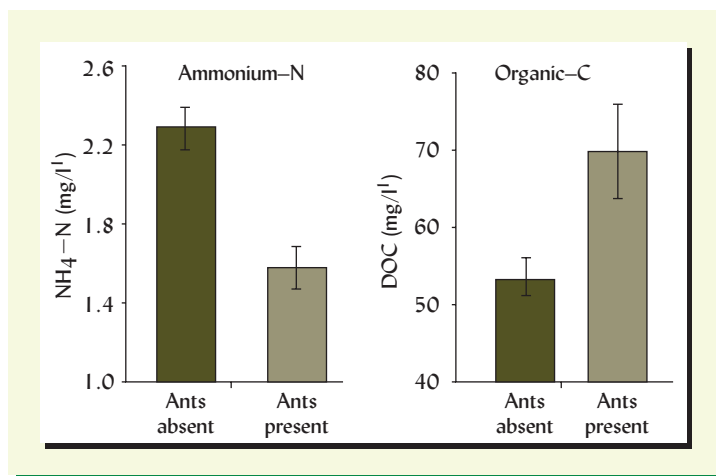 Ammonium–N
2.6
2.2
1.8
1.4
1.0
NH4–N (mg/l¹)
Ants absent
Ants present
Organic–C
80
70
60
50
40
DOC (mg/l¹)
Ants absent
Ants present